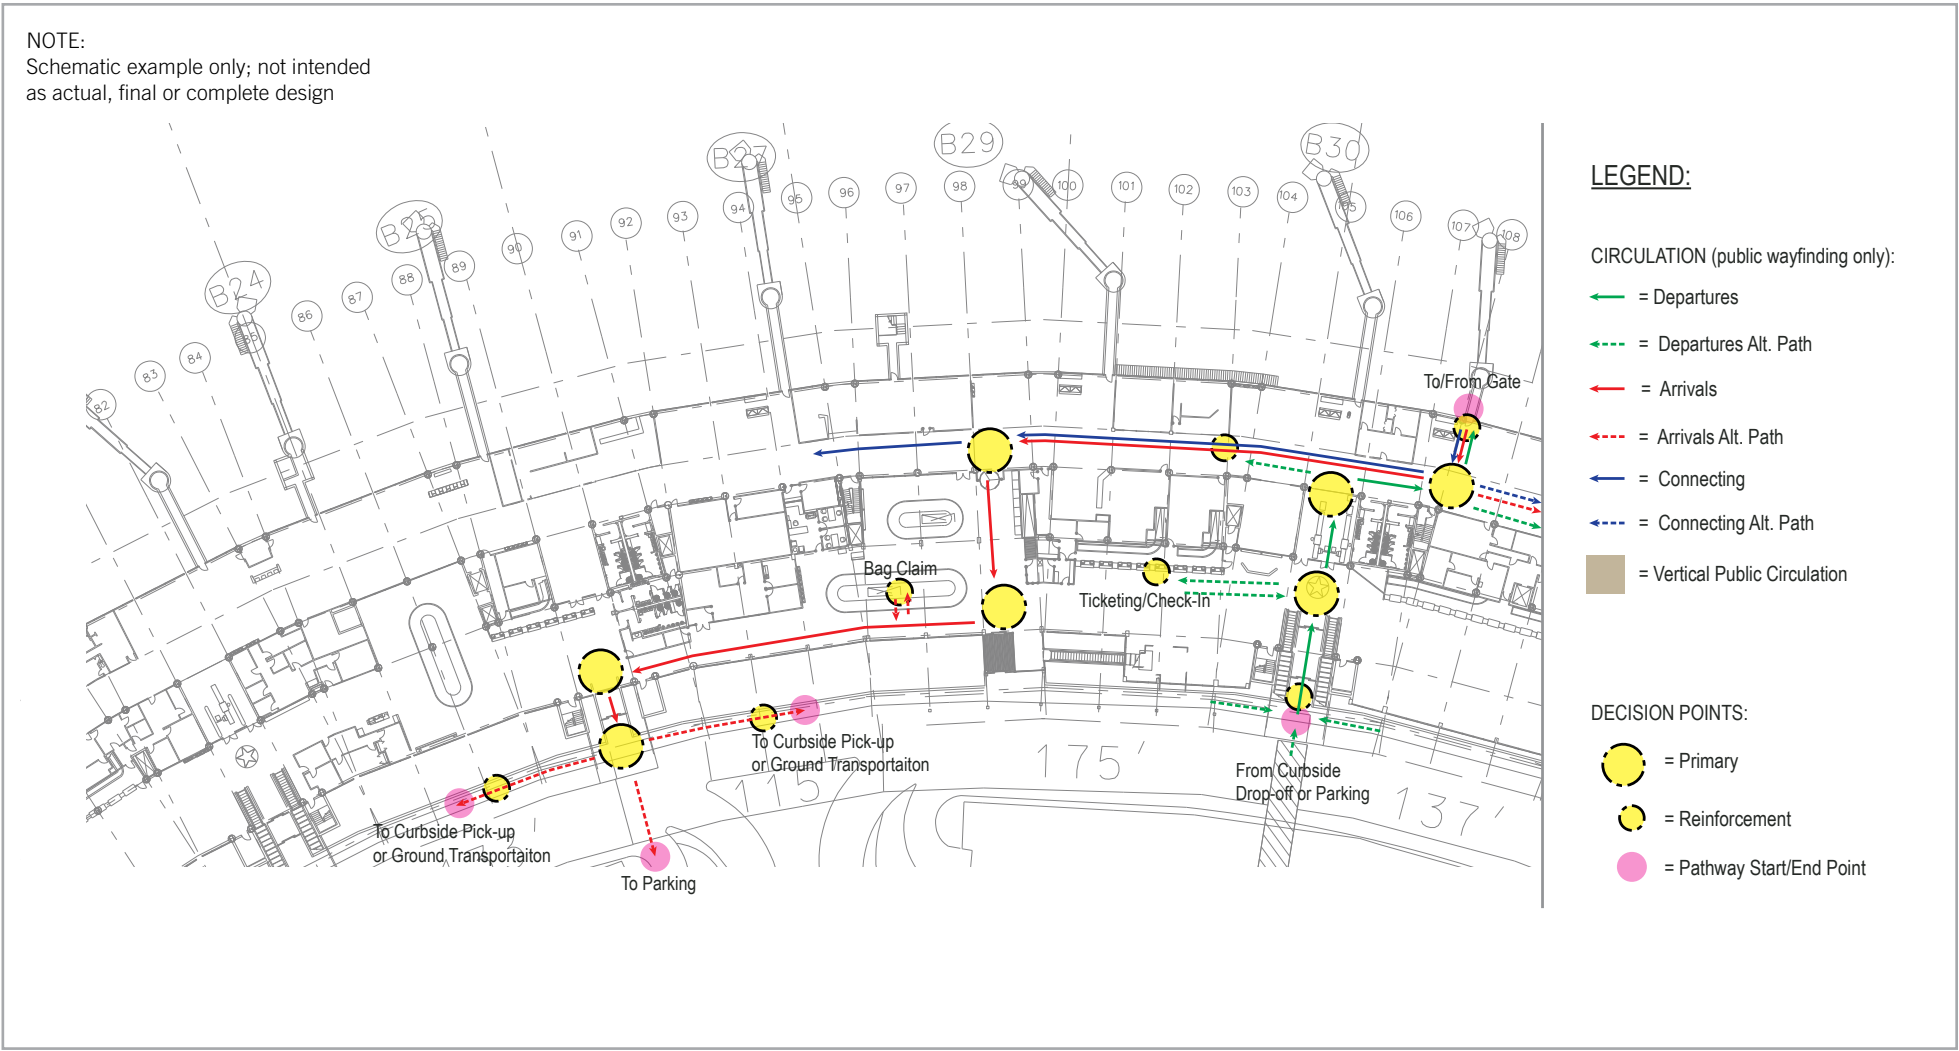 NOTE:
Schematic example only; not intended
as actual, final or complete design
B29
B30
B27
B24
82
83
84
86
87
88
89
90
91
92
93
94
95
96
97
98
99
100
101
102
103
104
106
107
108
To/From Gate
Bag Claim
Ticketing/Check-In
To Curbside Pick-up
or Ground Transportaiton
To Curbside Pick-up
or Ground Transportaiton
To Parking
From Curbside
Drop-off or Parking
115
175'
137'
LEGEND:
CIRCULATION (public wayfinding only):
= Departures
= Departures Alt. Path
= Arrivals
= Arrivals Alt. Path
= Connecting
= Connecting Alt. Path
= Vertical Public Circulation
DECISION POINTS:
= Primary
= Reinforcement
= Pathway Start/End Point